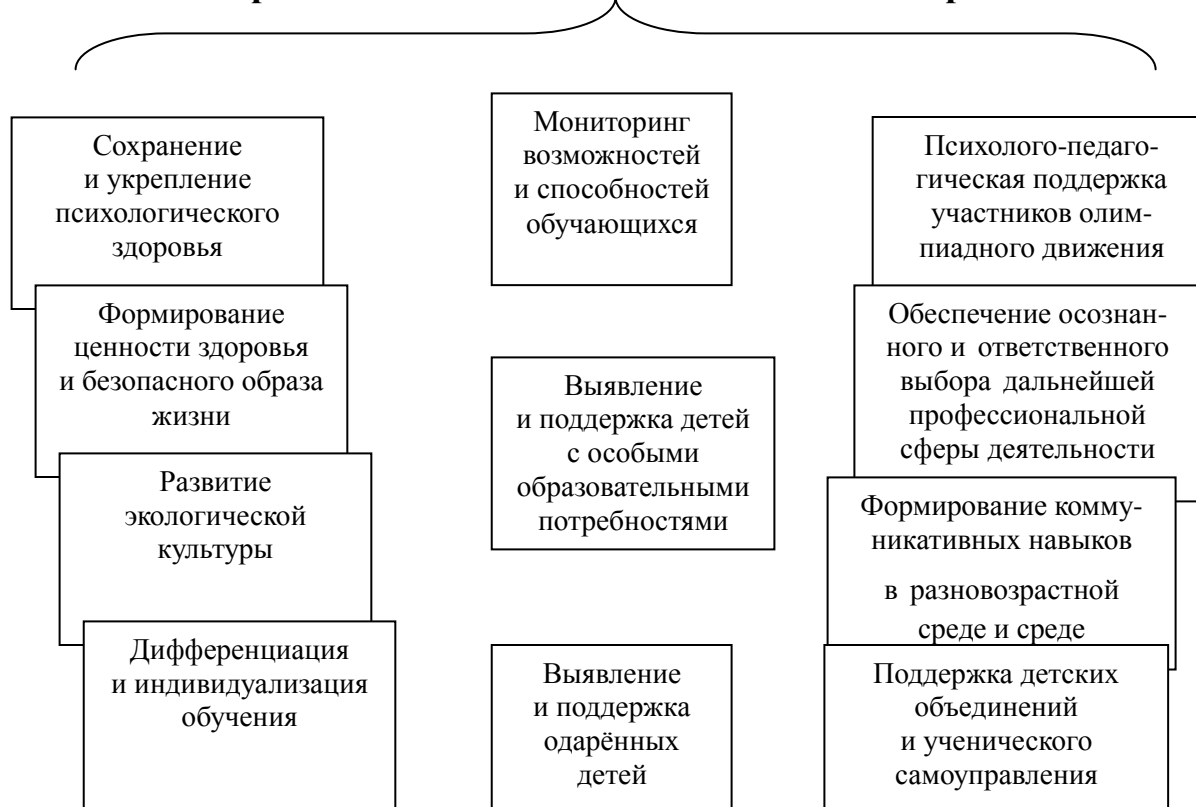 Сохранение
и укрепление
психологического
здоровья
Формирование
ценности здоровья
и безопасного образа
жизни
Развитие
экологической
культуры
Дифференциация
и индивидуализация
обучения
Мониторинг
возможностей
и способностей
обучающихся
Выявление
и поддержка детей
с особыми
образовательными
потребностями
Выявление
и поддержка
одарённых
детей
Психолого-педаго-
гическая поддержка
участников олим-
пиадного движения
Обеспечение осознан-
ного и ответственного
выбора дальнейшей
профессиональной
сферы деятельности
Формирование комму-
никативных навыков
в разновозрастной
среде и среде
Поддержка детских
объединений
и ученического
самоуправления